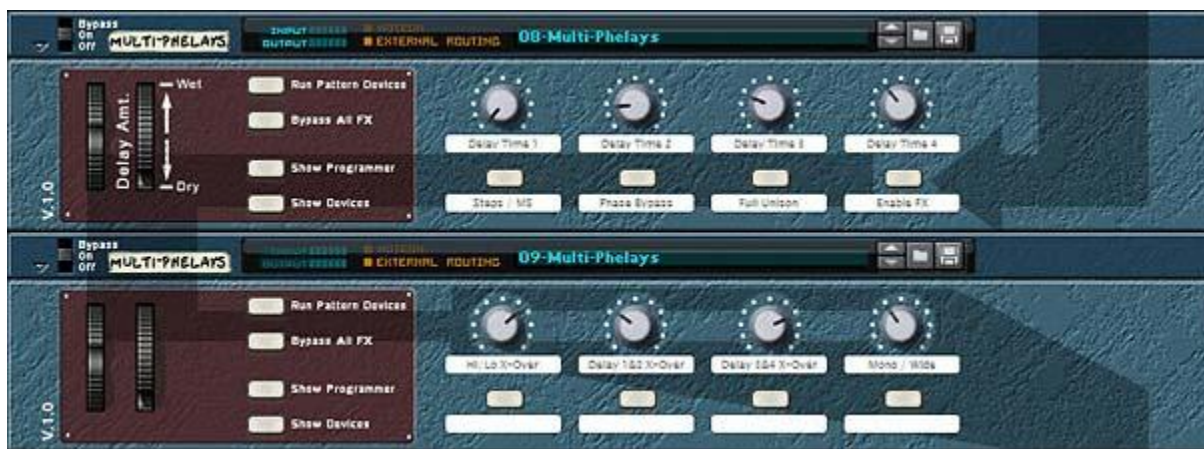 Bypass
On
Off
MULTI-PHELAYS
INPUT
OUTPUT
EXTERNAL ROUTING
08-Multi-Phelays
Delay Amt.
Wet
Dry
V.1.0
Run Pattern Devices
Bypass All FX
Show Programmer
Show Devices
Delay Time 1
Delay Time 2
Delay Time 3
Delay Time 4
Steps / MS
Phase Bypass
Full Unison
Enable FX
Bypass
On
Off
MULTI-PHELAYS
INPUT
OUTPUT
EXTERNAL ROUTING
09-Multi-Phelays
V.1.0
Run Pattern Devices
Bypass All FX
Show Programmer
Show Devices
Hi/Lo X-Over
Delay 1&2 X-Over
Delay 3&4 X-Over
Mono / Wide